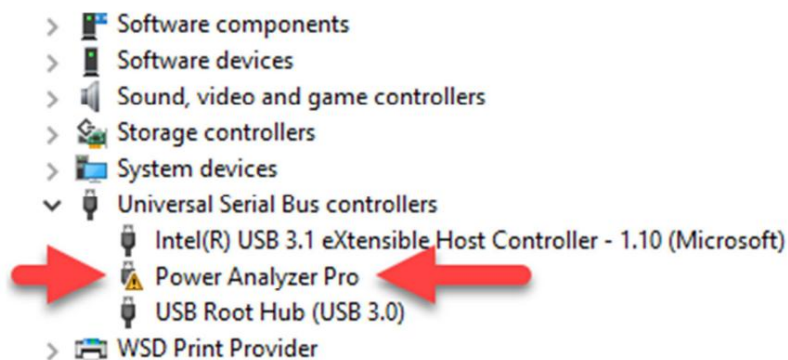 Software components
Software devices
Sound, video and game controllers
Storage controllers
System devices
Universal Serial Bus controllers
Intel(R) USB 3.1 eXtensible Host Controller - 1.10 (Microsoft)
Power Analyzer Pro
USB Root Hub (USB 3.0)
WSD Print Provider